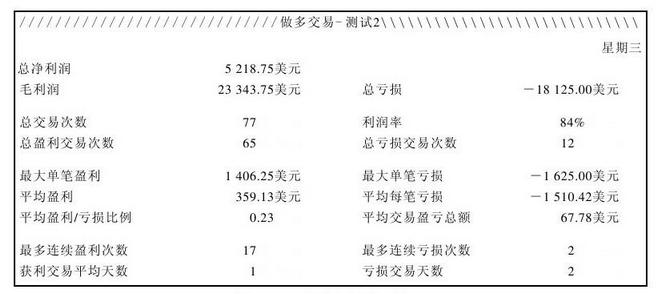 ////////////////////////////做多交易-测试2\\\\\\\\\\\\\\\\\\\\\\\\\\\\
星期三
总净利润 5 218.75美元
毛利润 23 343.75美元 总亏损 -18 125.00美元
总交易次数 77 利润率 84%
总盈利交易次数 65 总亏损交易次数 12
最大单笔盈利 1 406.25美元 最大单笔亏损 -1 625.00美元
平均盈利 359.13美元 平均每笔亏损 -1 510.42美元
平均盈利/亏损比例 0.23 平均交易盈亏总额 67.78美元
最多连续盈利次数 17 最多连续亏损次数 2
获利交易平均天数 1 亏损交易天数 2